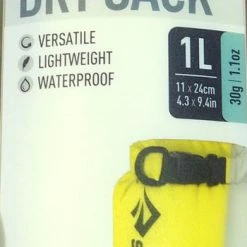 DRY SACK
VERSATILE
LIGHTWEIGHT
WATERPROOF
1L
11 x 24cm
4.3 x 9.4in
30g | 1.1oz
S